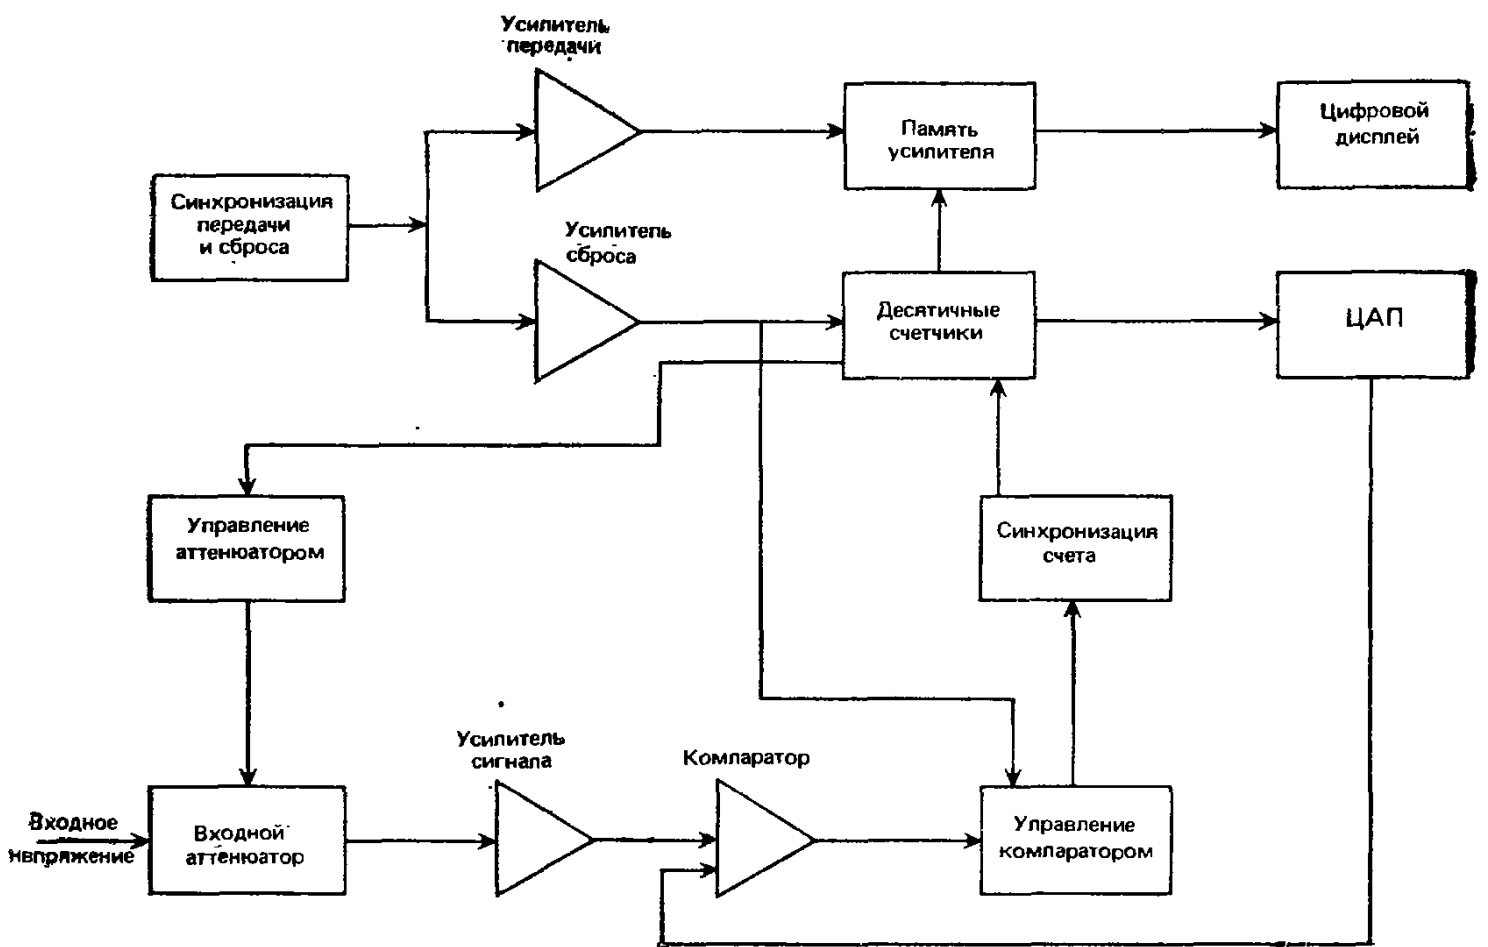 Усилитель
передачи
Память
усилителя
Цифровой
дисплей
Синхронизация
передачи
и сброса
Усилитель
сброса
Десятичные
счетчики
ЦАП
Управление
аттенюатором
Синхронизация
счета
Усилитель
сигнала
Компаратор
Входное
напряжение
Входной
аттенюатор
Управление
компаратором